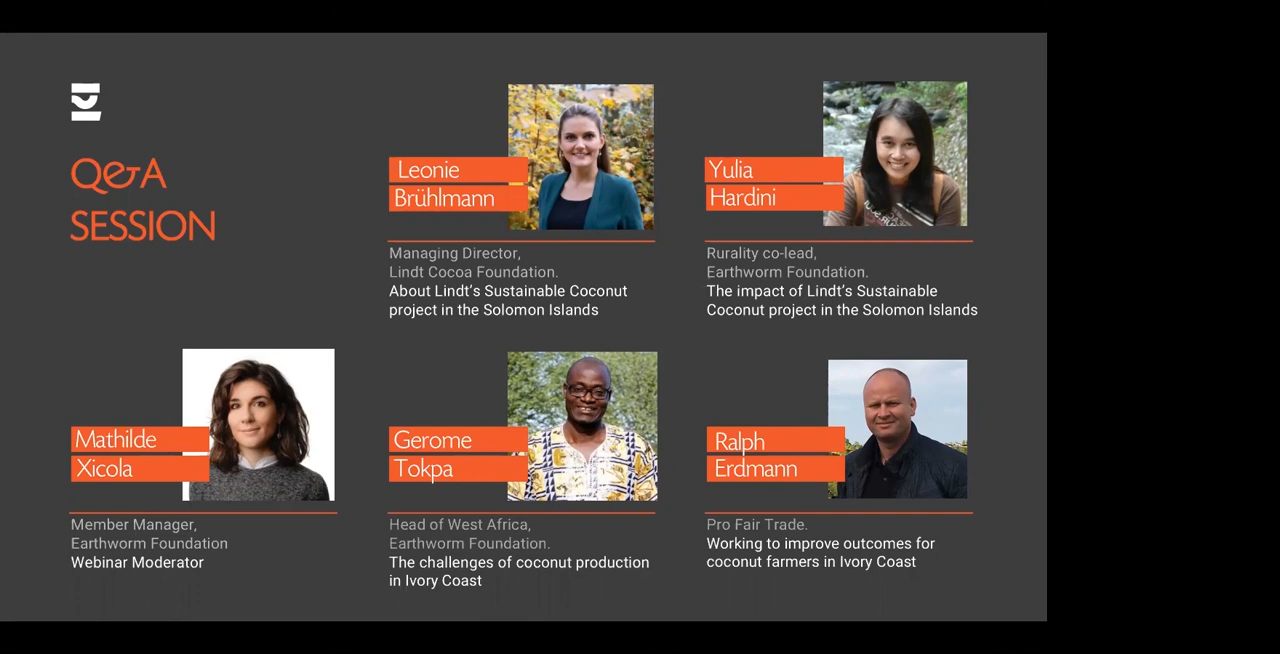 Q&A
SESSION
Leonie
Brühlmann
Managing Director,
Lindt Cocoa Foundation.
About Lindt's Sustainable Coconut
project in the Solomon Islands
Yulia
Hardini
Rurality co-lead,
Earthworm Foundation.
The impact of Lindt's Sustainable
Coconut project in the Solomon Islands
Mathilde
Xicola
Member Manager,
Earthworm Foundation
Webinar Moderator
Gerome
Tokpa
Head of West Africa,
Earthworm Foundation.
The challenges of coconut production
in Ivory Coast
Ralph
Erdmann
Pro Fair Trade.
Working to improve outcomes for
coconut farmers in Ivory Coast